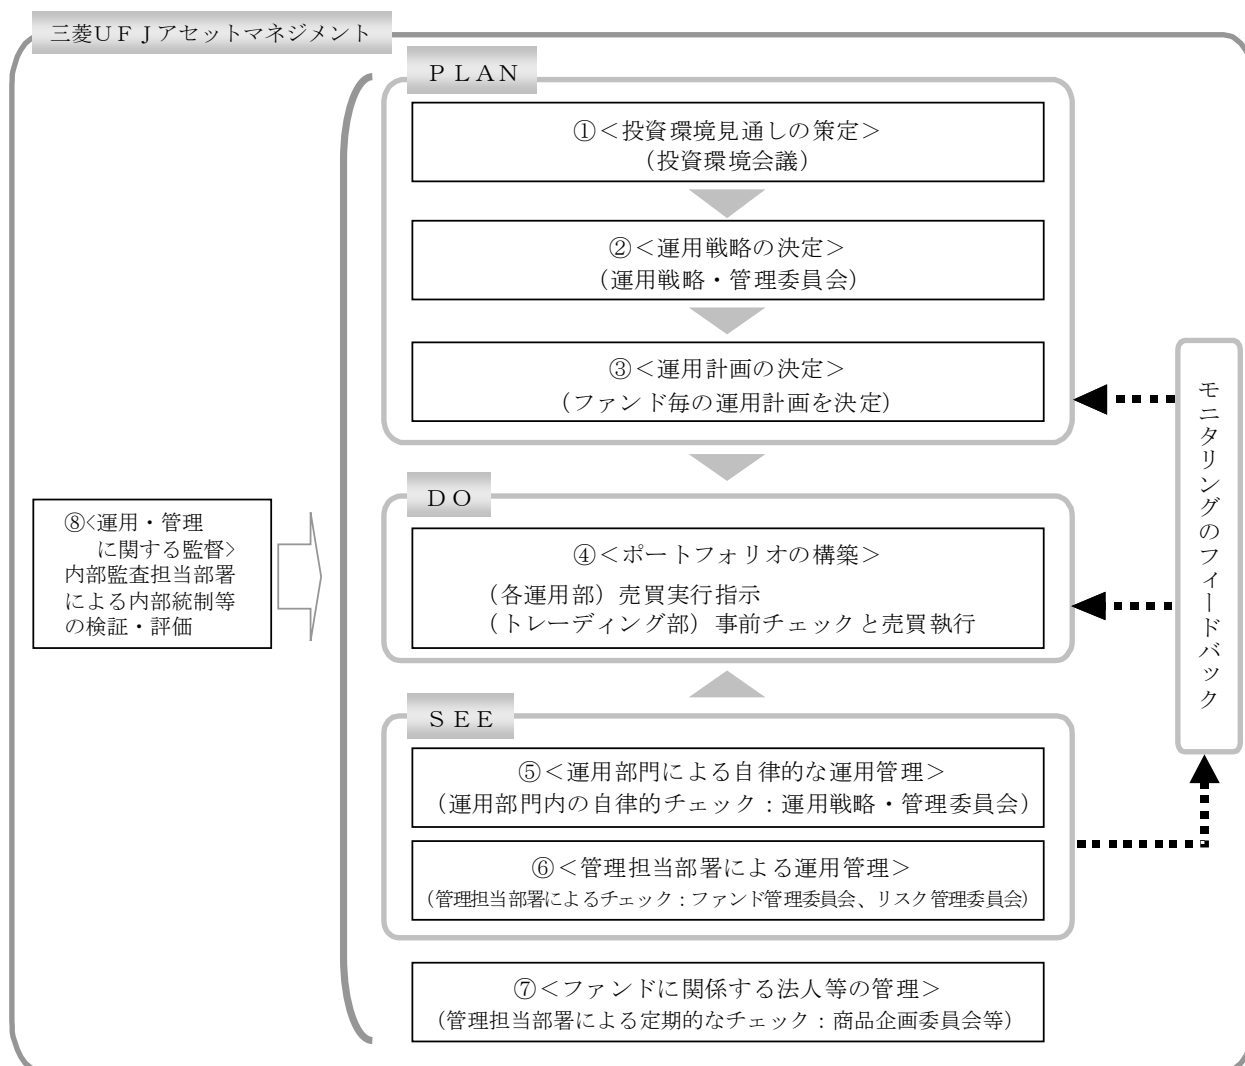 三菱UFJアセットマネジメント
PLAN
①＜投資環境見通しの策定＞
（投資環境会議）
②＜運用戦略の決定＞
（運用戦略・管理委員会）
③＜運用計画の決定＞
（ファンド毎の運用計画を決定）
DO
④＜ポートフォリオの構築＞
（各運用部）売買実行指示
（トレーディング部）事前チェックと売買執行
SEE
⑤＜運用部門による自律的な運用管理＞
（運用部門内の自律的チェック：運用戦略・管理委員会）
⑥＜管理担当部署による運用管理＞
（管理担当部署によるチェック：ファンド管理委員会、リスク管理委員会）
⑦＜ファンドに関係する法人等の管理＞
（管理担当部署による定期的なチェック：商品企画委員会等）
⑧<運用・管理
に関する監督>
内部監査担当部署
による内部統制等
の検証・評価
モニタリングのフィードバック